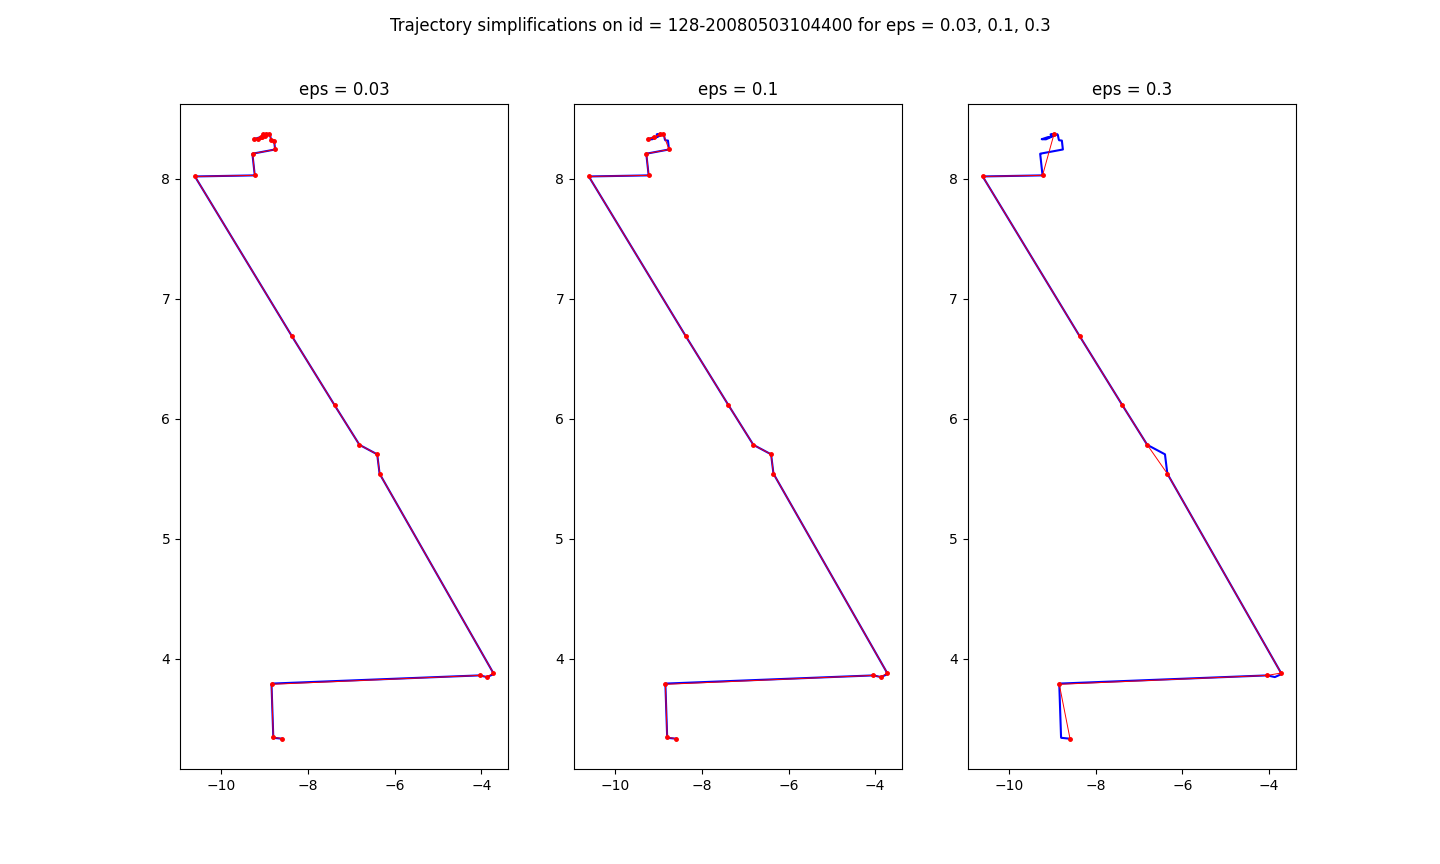 Trajectory simplifications on id = 128-20080503104400 for eps = 0.03, 0.1, 0.3
eps = 0.03
8
7
6
5
4
−10 −8 −6 −4
eps = 0.1
8
7
6
5
4
−10 −8 −6 −4
eps = 0.3
8
7
6
5
4
−10 −8 −6 −4